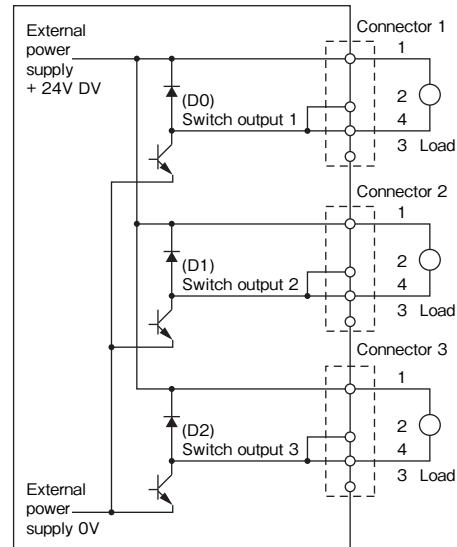 External
power
supply
+ 24V DV
Connector 1
1
(D0)
Switch output 1
2
4
3 Load
Connector 2
1
(D1)
Switch output 2
2
4
3 Load
Connector 3
1
(D2)
Switch output 3
2
4
3 Load
External
power
supply 0V